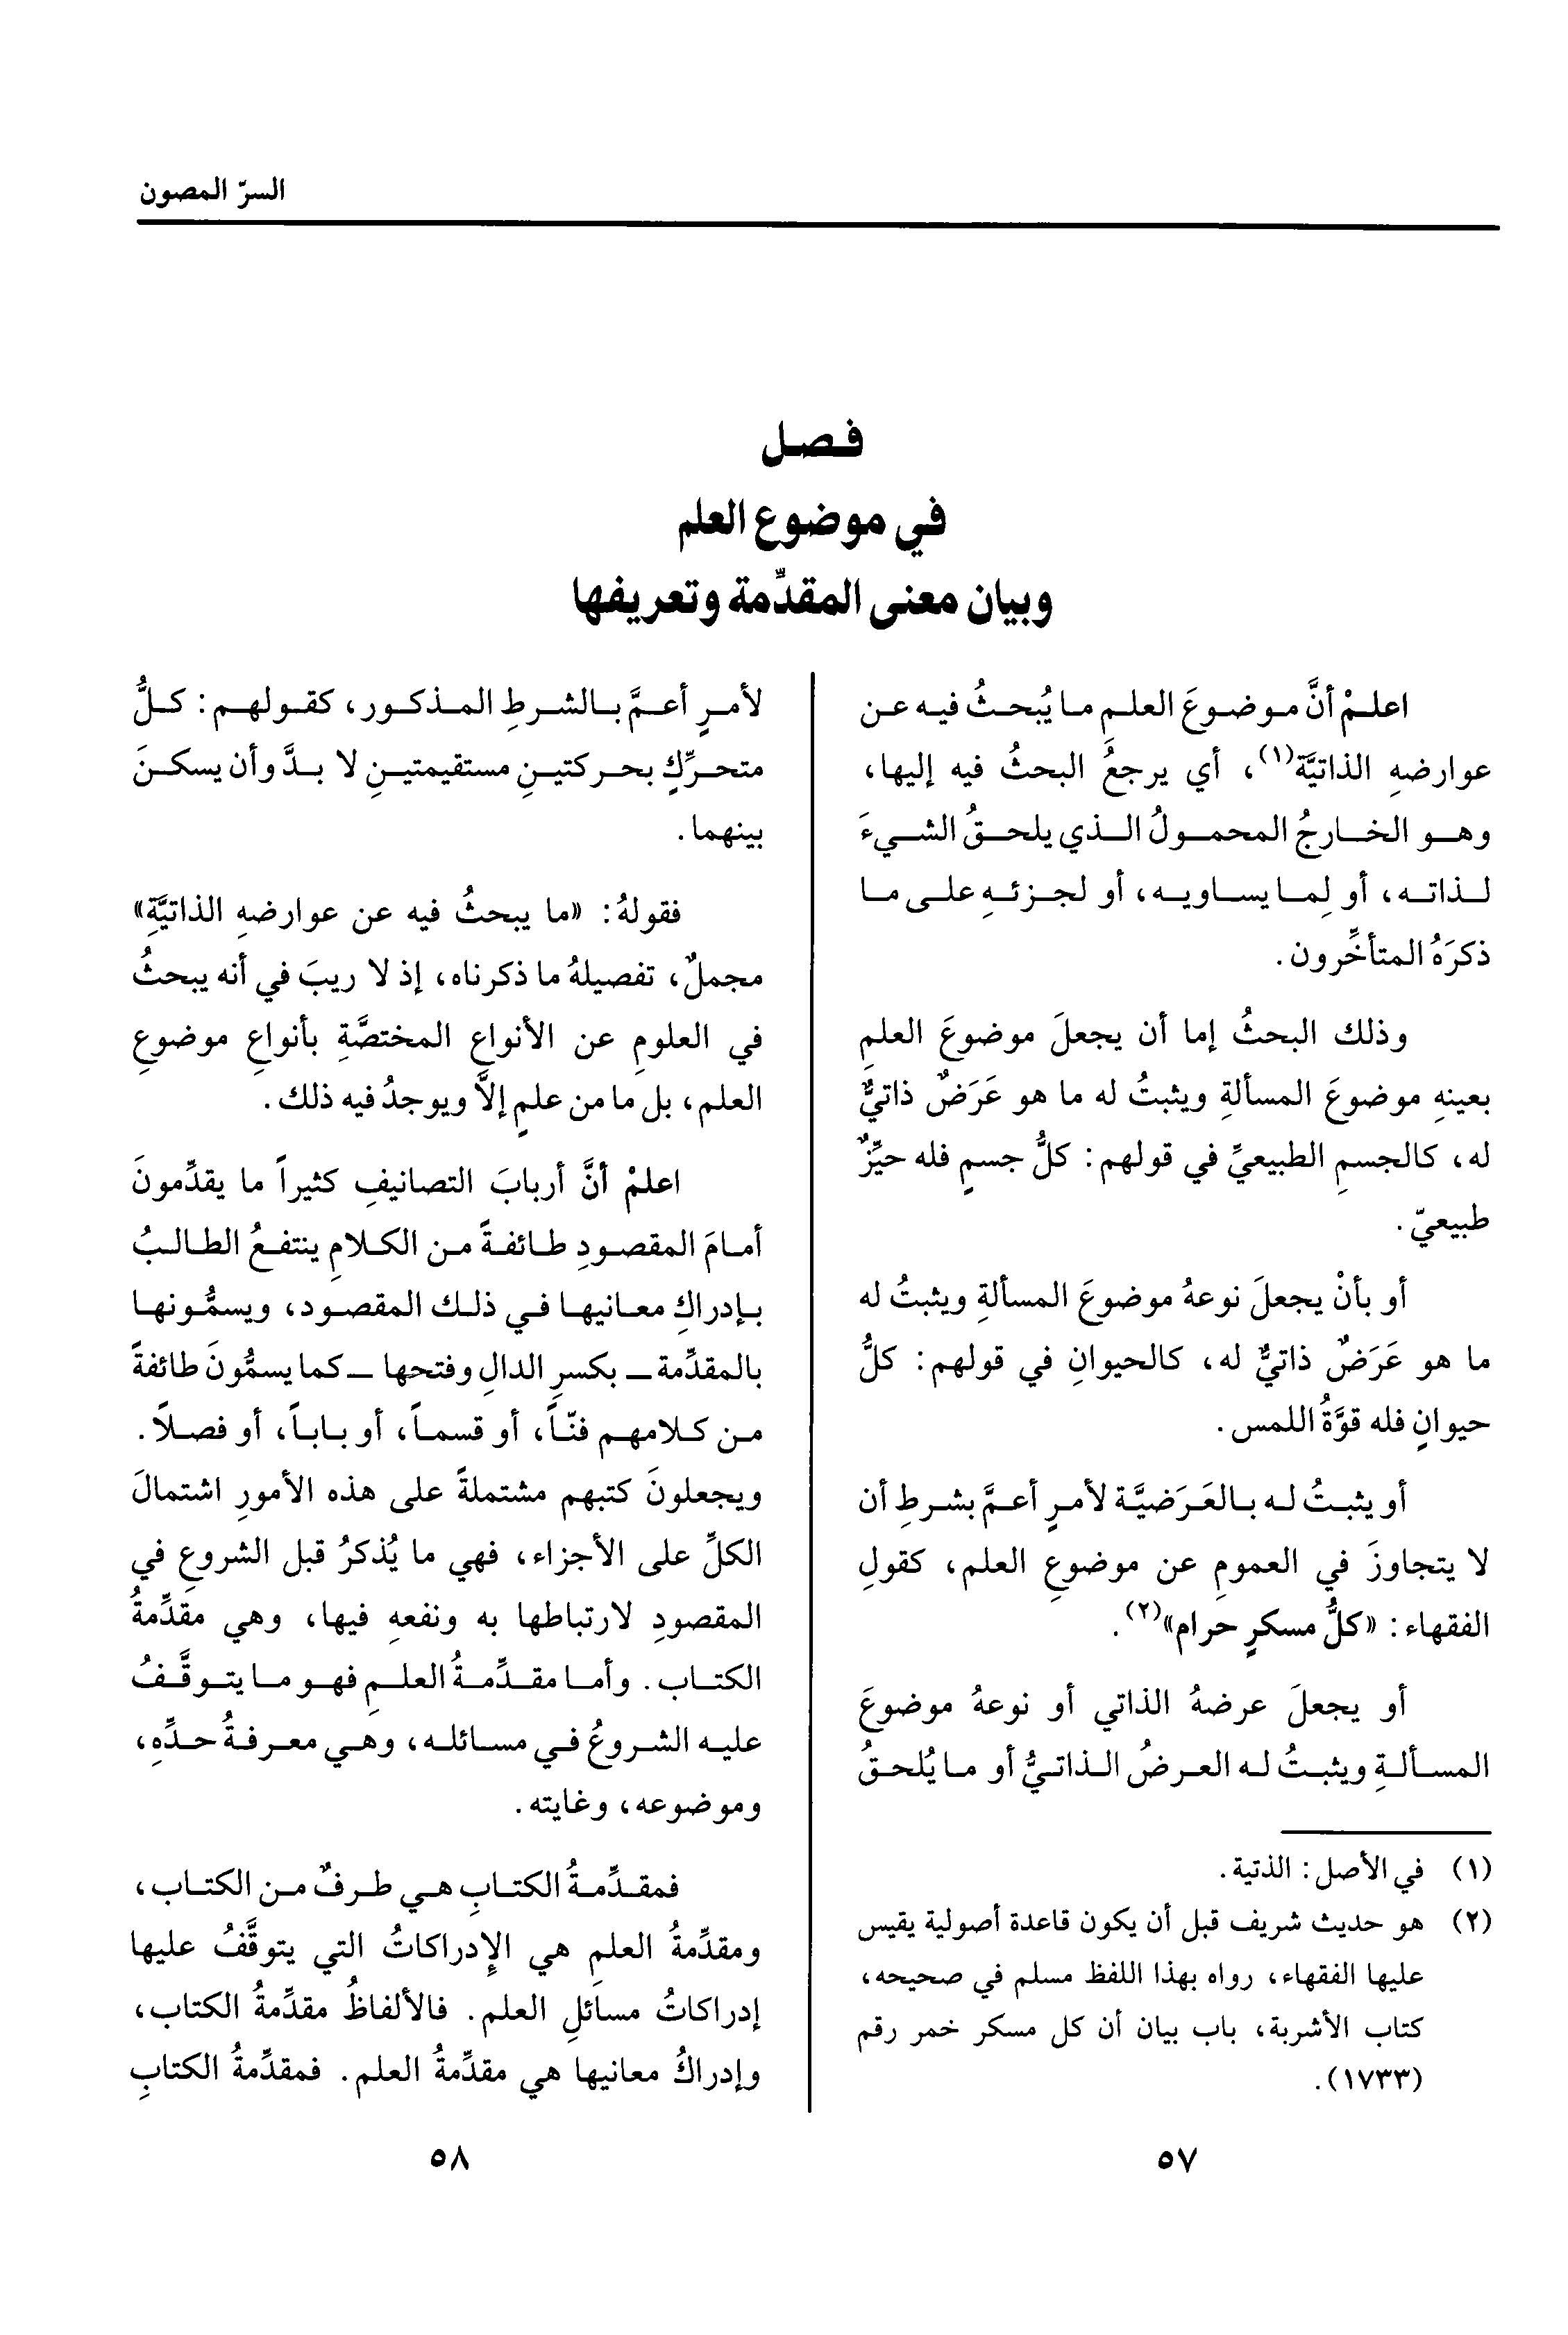 السرّ المصون
فـصـل
في موضوع العلم
وبيان معنى المقدِّمة وتعريفها
اعلمْ أنَّ موضوعَ العلمِ ما يُبحثُ فيه عن
عوارضهِ الذاتيَّة(١)، أي يرجعُ البحثُ فيه إليها،
وهو الخارجُ المحمولُ الذي يلحقُ الشيءَ
لذاته، أو لِما يساويه، أو لجزئهِ على ما
ذكرَهُ المتأخِّرون.
وذلك البحثُ إما أن يجعلَ موضوعَ العلمِ
بعينهِ موضوعَ المسألةِ ويثبتُ له ما هو عَرَضٌ ذاتيٌّ
له، كالجسمِ الطبيعيِّ في قولهم: كلُّ جسمٍ فله حيِّزٌ
طبيعيّ.
أو بأنْ يجعلَ نوعهُ موضوعَ المسألةِ ويثبتُ له
ما هو عَرَضٌ ذاتيٌّ له، كالحيوانِ في قولهم: كلُّ
حيوانٍ فله قوَّةُ اللمس.
أو يثبتُ له بالعَرَضيَّة لأمرٍ أعمَّ بشرطِ أن
لا يتجاوزَ في العمومِ عن موضوعِ العلم، كقولِ
الفقهاء: «كلُّ مسكرٍ حرام»(٢).
أو يجعلَ عرضهُ الذاتي أو نوعهُ موضوعَ
المسألةِ ويثبتُ له العرضُ الذاتيُّ أو ما يُلحقُ
(١) في الأصل: الذتية.
(٢) هو حديث شريف قبل أن يكون قاعدة أصولية يقيس
عليها الفقهاء، رواه بهذا اللفظ مسلم في صحيحه،
كتاب الأشربة، باب بيان أن كل مسكر خمر رقم
(١٧٣٣).
٥٧
لأمرٍ أعمَّ بالشرطِ المذكور، كقولهم: كلُّ
متحرِّكٍ بحركتينِ مستقيمتينِ لا بدَّ وأن يسكنَ
بينهما.
فقولهُ: «ما يبحثُ فيه عن عوارضهِ الذاتيَّةِ»
مجملٌ، تفصيلهُ ما ذكرناه، إذ لا ريبَ في أنه يبحثُ
في العلومِ عن الأنواعِ المختصَّةِ بأنواعِ موضوعِ
العلم، بل ما من علمٍ إلاَّ ويوجدُ فيه ذلك.
اعلمْ أنَّ أربابَ التصانيفِ كثيراً ما يقدِّمونَ
أمامَ المقصودِ طائفةً من الكلامِ ينتفعُ الطالبُ
بإدراكِ معانيها في ذلك المقصود، ويسمُّونها
بالمقدِّمة ـ بكسرِ الدالِ وفتحها ـ كما يسمُّونَ طائفةً
من كلامهم فنّاً، أو قسماً، أو باباً، أو فصلاً.
ويجعلونَ كتبهم مشتملةً على هذه الأمورِ اشتمالَ
الكلِّ على الأجزاء، فهي ما يُذكرُ قبل الشروعِ في
المقصودِ لارتباطها به ونفعهِ فيها، وهي مقدِّمةُ
الكتاب. وأما مقدِّمةُ العلمِ فهو ما يتوقَّفُ
عليه الشروعُ في مسائله، وهي معرفةُ حدِّهِ،
وموضوعه، وغايته.
فمقدِّمةُ الكتابِ هي طرفٌ من الكتاب،
ومقدِّمةُ العلمِ هي الإدراكاتُ التي يتوقَّفُ عليها
إدراكاتُ مسائلِ العلم. فالألفاظُ مقدِّمةُ الكتاب،
وإدراكُ معانيها هي مقدِّمةُ العلم. فمقدِّمةُ الكتابِ
٥٨